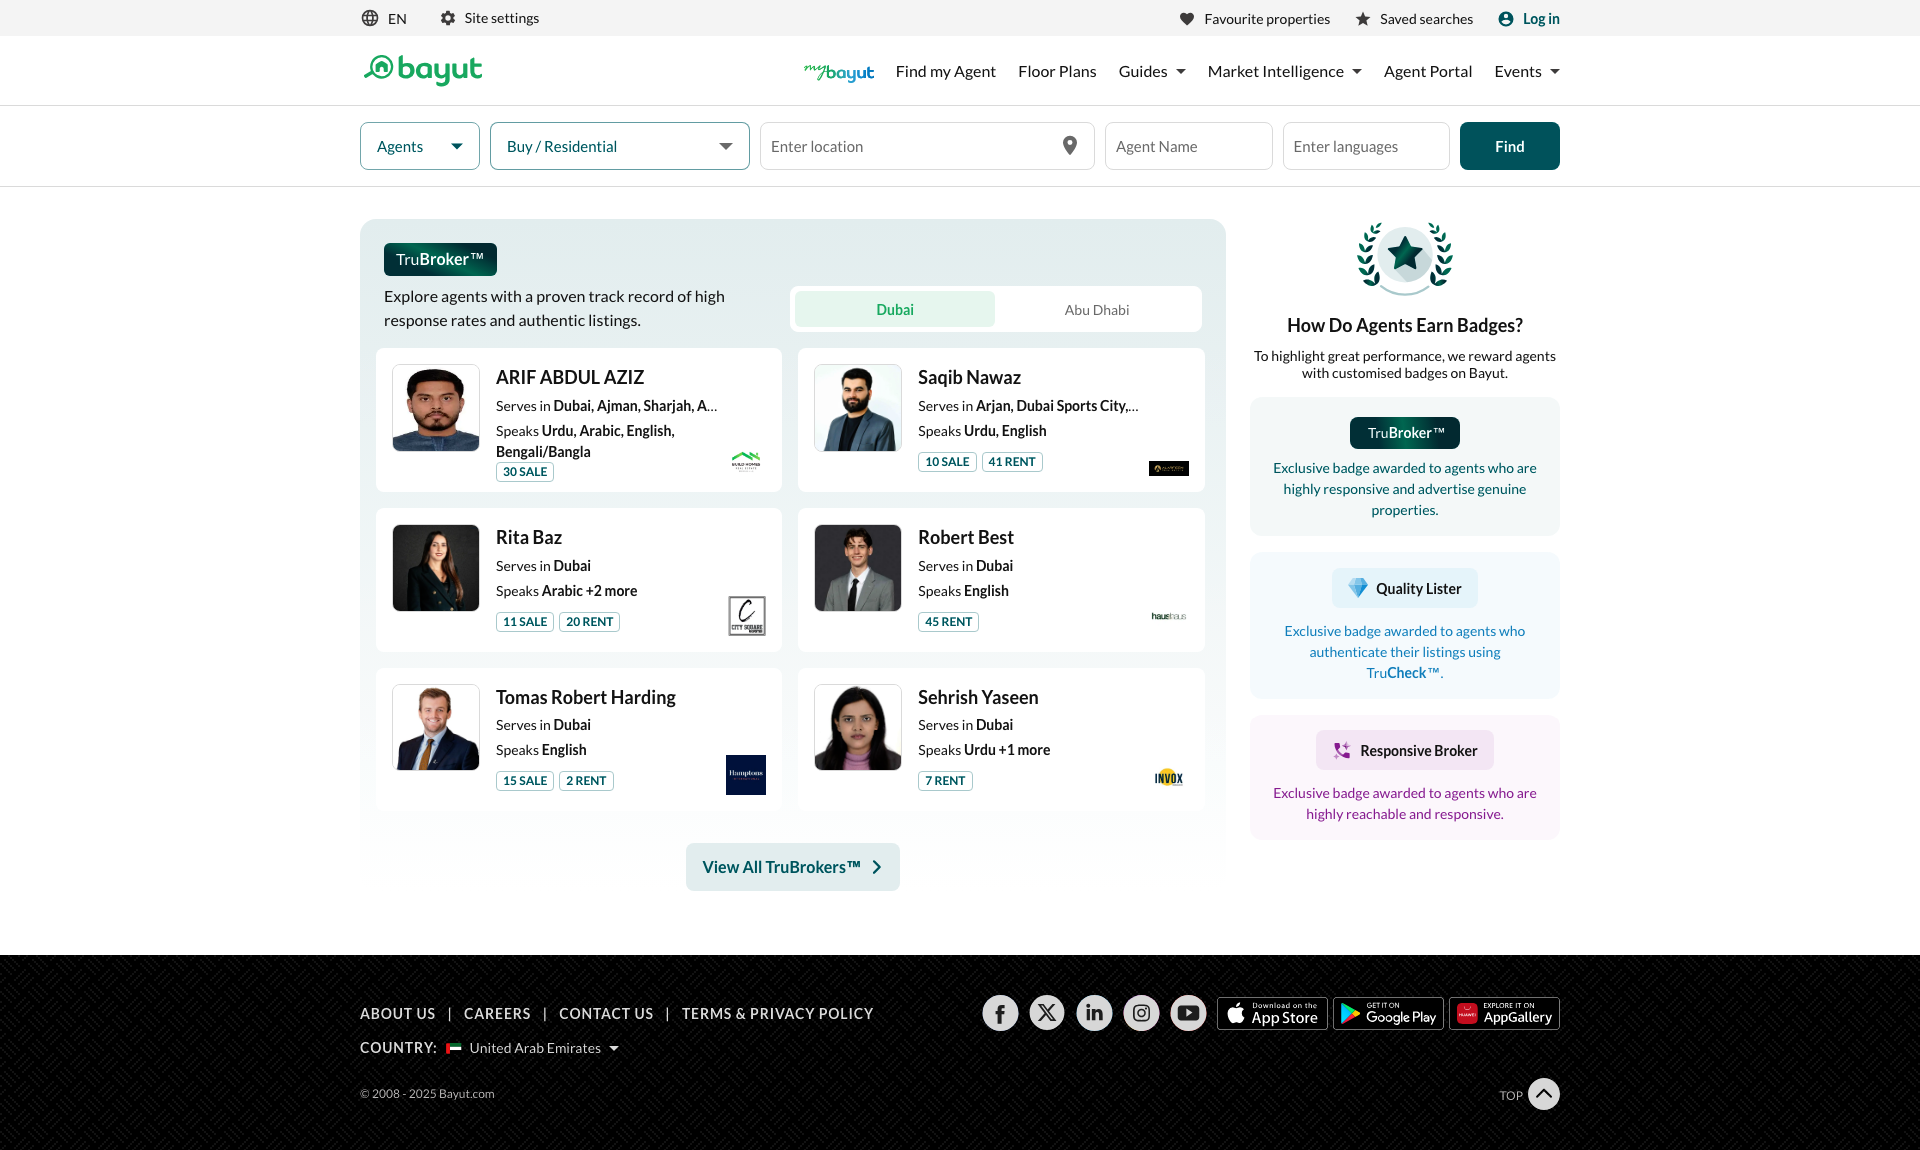 EN
Site settings
Favourite properties
Saved searches
Log in
bayut
mybayut
Find my Agent
Floor Plans
Guides
Market Intelligence
Agent Portal
Events
Agents
Buy / Residential
Enter location
Agent Name
Enter languages
Find
TruBroker™
Explore agents with a proven track record of high
response rates and authentic listings.
Dubai
Abu Dhabi
ARIF ABDUL AZIZ
Serves in Dubai, Ajman, Sharjah, A...
Speaks Urdu, Arabic, English,
Bengali/Bangla
30 SALE
BUILD HOMES
Saqib Nawaz
Serves in Arjan, Dubai Sports City,...
Speaks Urdu, English
10 SALE
41 RENT
Rita Baz
Serves in Dubai
Speaks Arabic +2 more
11 SALE
20 RENT
CITY SQUARE
Robert Best
Serves in Dubai
Speaks English
45 RENT
haus haus
Tomas Robert Harding
Serves in Dubai
Speaks English
15 SALE
2 RENT
Hamptons
INTERNATIONAL
Sehrish Yaseen
Serves in Dubai
Speaks Urdu +1 more
7 RENT
INVOX
View All TruBrokers™
How Do Agents Earn Badges?
To highlight great performance, we reward agents
with customised badges on Bayut.
TruBroker™
Exclusive badge awarded to agents who are
highly responsive and advertise genuine
properties.
Quality Lister
Exclusive badge awarded to agents who
authenticate their listings using
TruCheck™.
Responsive Broker
Exclusive badge awarded to agents who are
highly reachable and responsive.
ABOUT US | CAREERS | CONTACT US | TERMS & PRIVACY POLICY
Download on the
App Store
GET IT ON
Google Play
HUAWEI
EXPLORE IT ON
AppGallery
COUNTRY: United Arab Emirates
© 2008 - 2025 Bayut.com
TOP